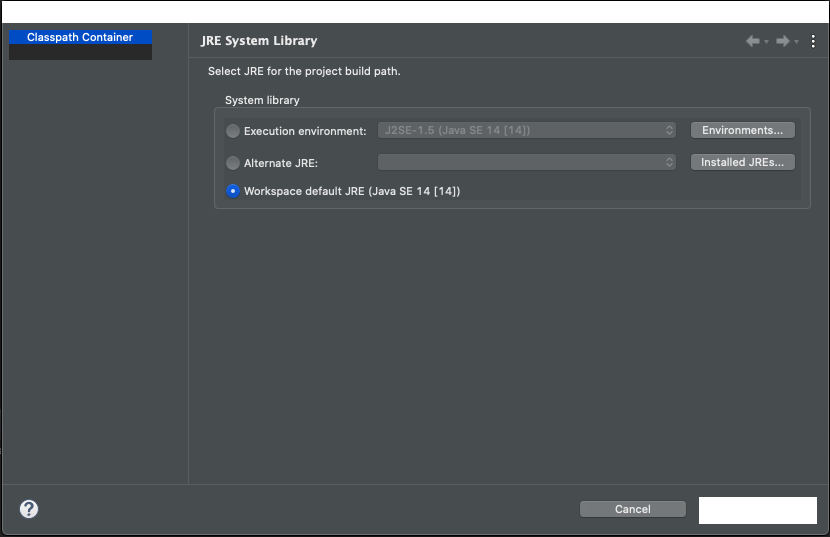 Classpath Container
JRE System Library
Select JRE for the project build path.
System library
Execution environment: J2SE-1.5 (Java SE 14 [14]) Environments...
Alternate JRE: Installed JREs...
Workspace default JRE (Java SE 14 [14])
? Cancel